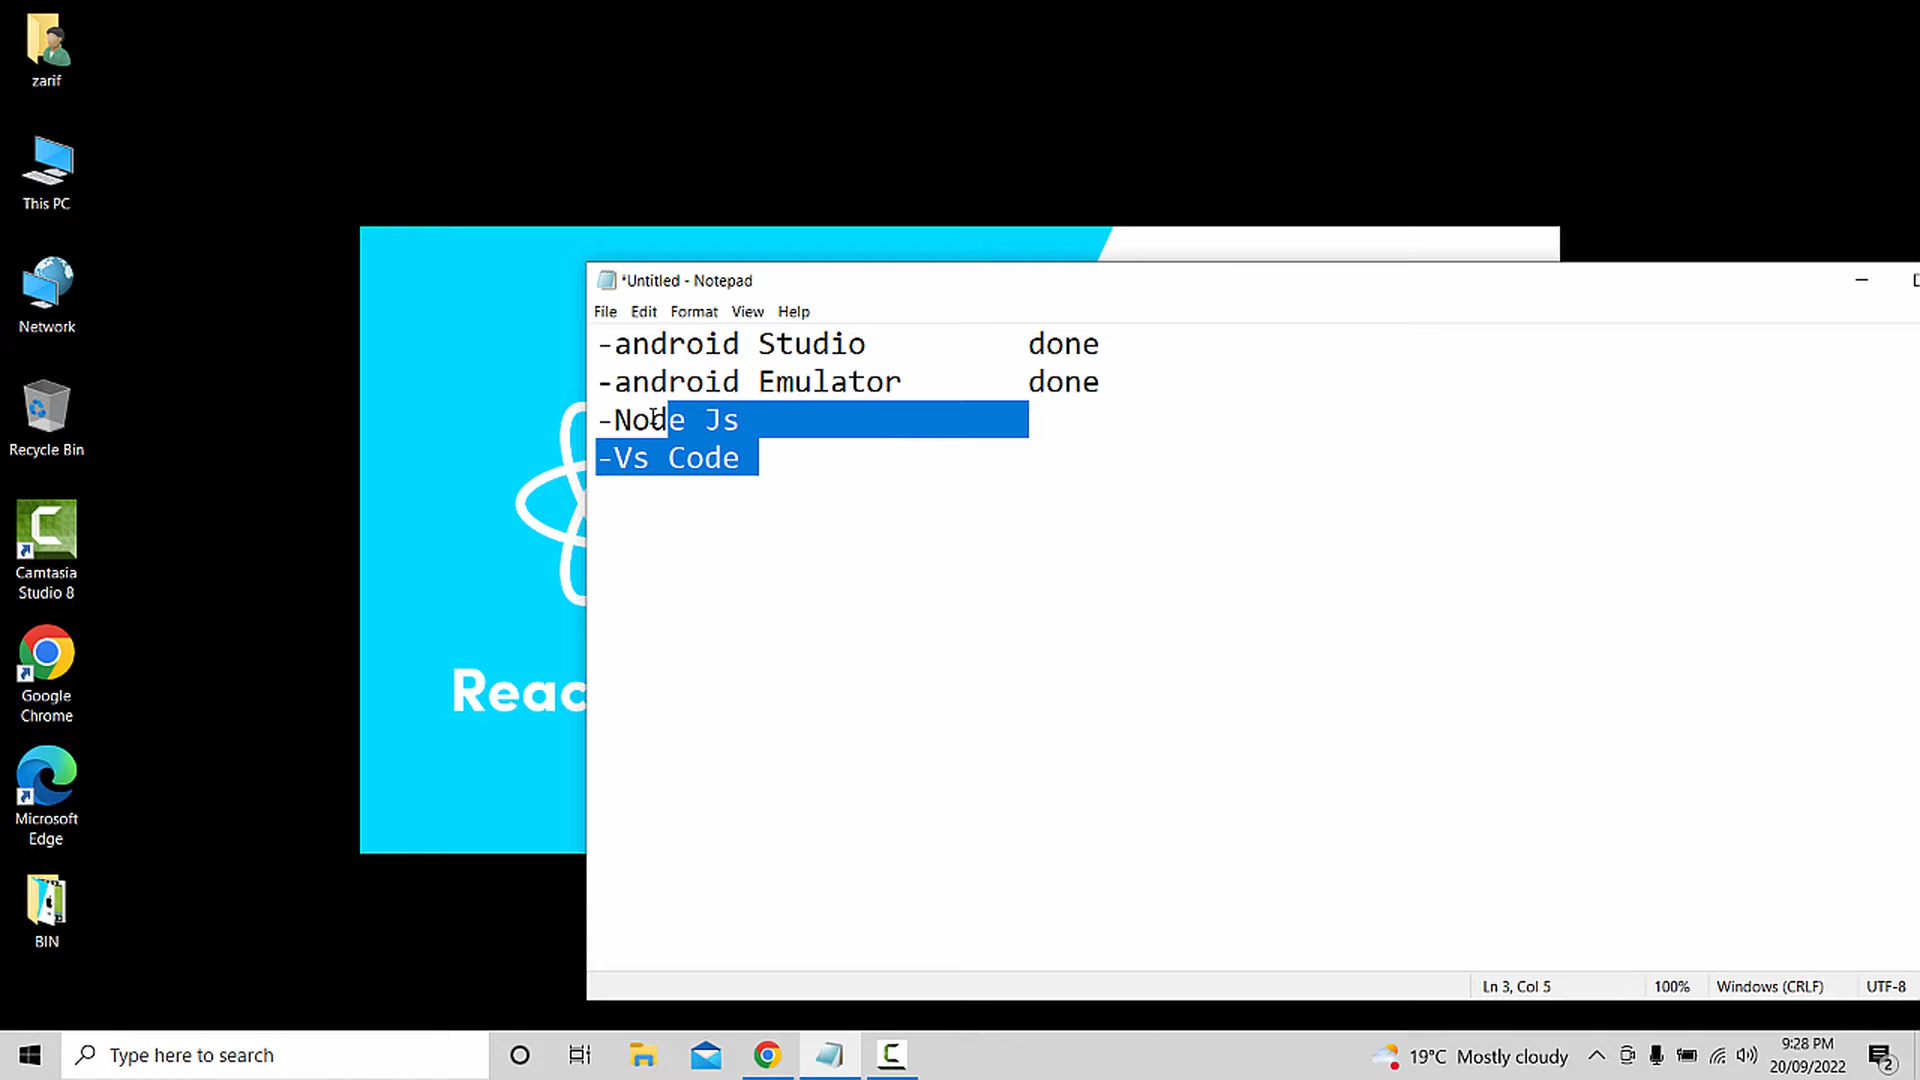 zarif
This PC
Network
Recycle Bin
Camtasia
Studio 8
Google
Chrome
Microsoft
Edge
BIN
Reac
*Untitled - Notepad
File Edit Format View Help
-android Studio done
-android Emulator done
-Node Js
-Vs Code
Ln 3, Col 5 100% Windows (CRLF) UTF-8
Type here to search
19°C Mostly cloudy
9:28 PM
20/09/2022
2